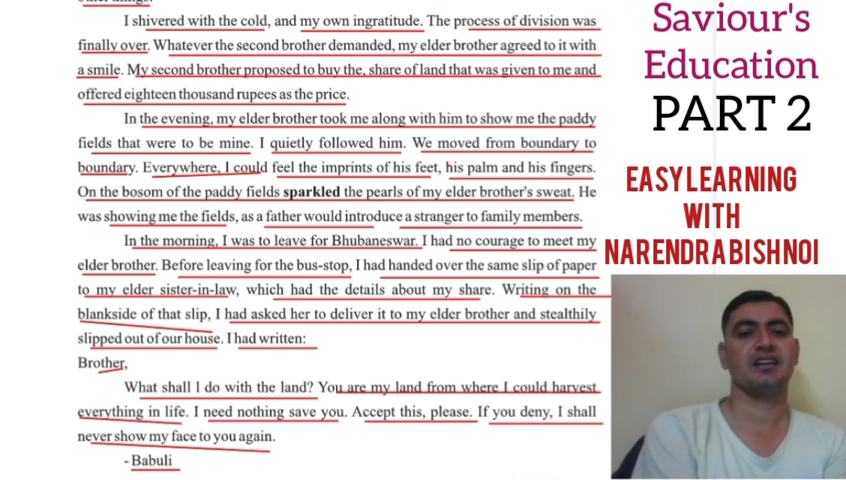 I shivered with the cold, and my own ingratitude. The process of division was
finally over. Whatever the second brother demanded, my elder brother agreed to it with
a smile. My second brother proposed to buy the, share of land that was given to me and
offered eighteen thousand rupees as the price.
In the evening, my elder brother took me along with him to show me the paddy
fields that were to be mine. I quietly followed him. We moved from boundary to
boundary. Everywhere, I could feel the imprints of his feet, his palm and his fingers.
On the bosom of the paddy fields sparkled the pearls of my elder brother's sweat. He
was showing me the fields, as a father would introduce a stranger to family members.
In the morning, I was to leave for Bhubaneswar. I had no courage to meet my
elder brother. Before leaving for the bus-stop, I had handed over the same slip of paper
to my elder sister-in-law, which had the details about my share. Writing on the
blankside of that slip, I had asked her to deliver it to my elder brother and stealthily
slipped out of our house. I had written:
Brother,
What shall I do with the land? You are my land from where I could harvest
everything in life. I need nothing save you. Accept this, please. If you deny, I shall
never show my face to you again.
- Babuli
Saviour's
Education
PART 2
EASY LEARNING
WITH
NARENDRA BISHNOI